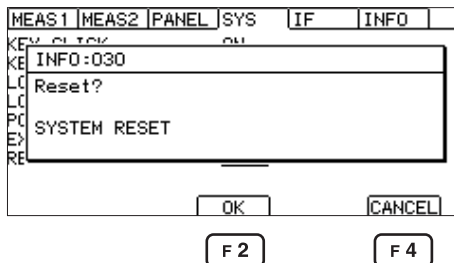 MEAS1 MEAS2 PANEL SYS IF INFO
INFO:030
Reset?
SYSTEM RESET
OK CANCEL
F2 F4